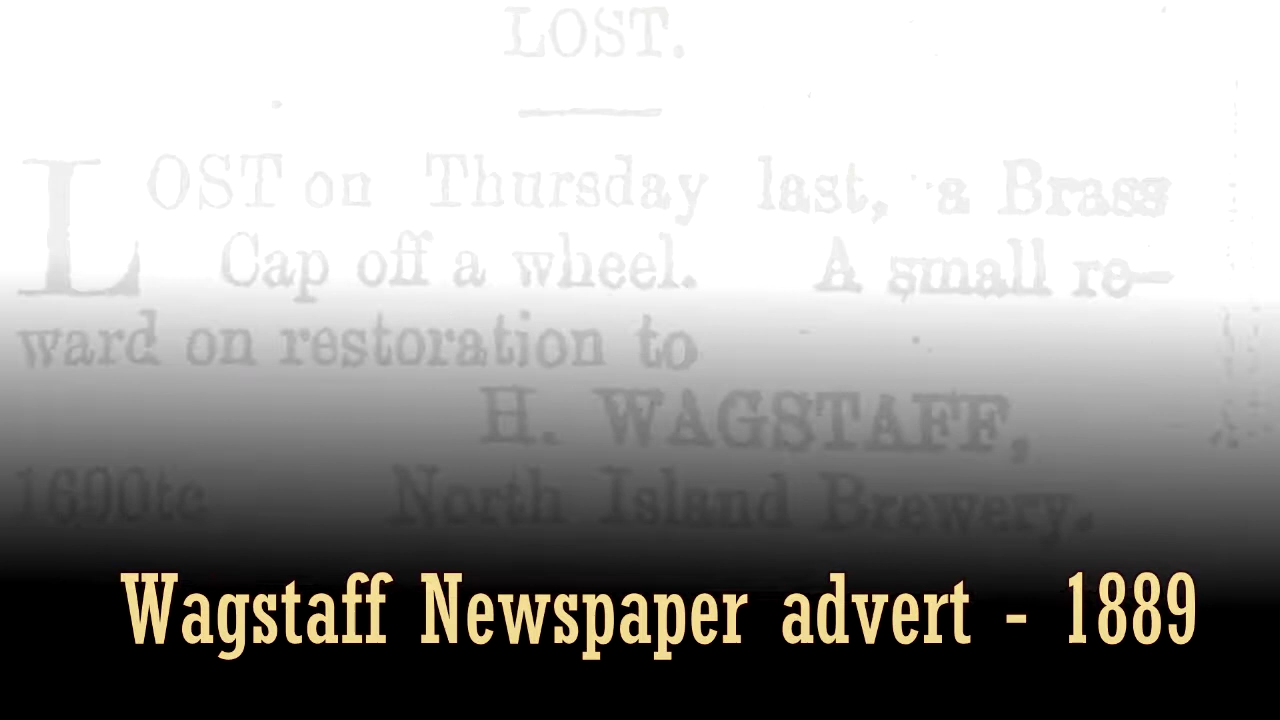 LOST.
LOST on Thursday last, a Brass
Cap off a wheel. A small re-
ward on restoration to
H. WAGSTAFF,
1690tc North Island Brewery.
Wagstaff Newspaper advert - 1889